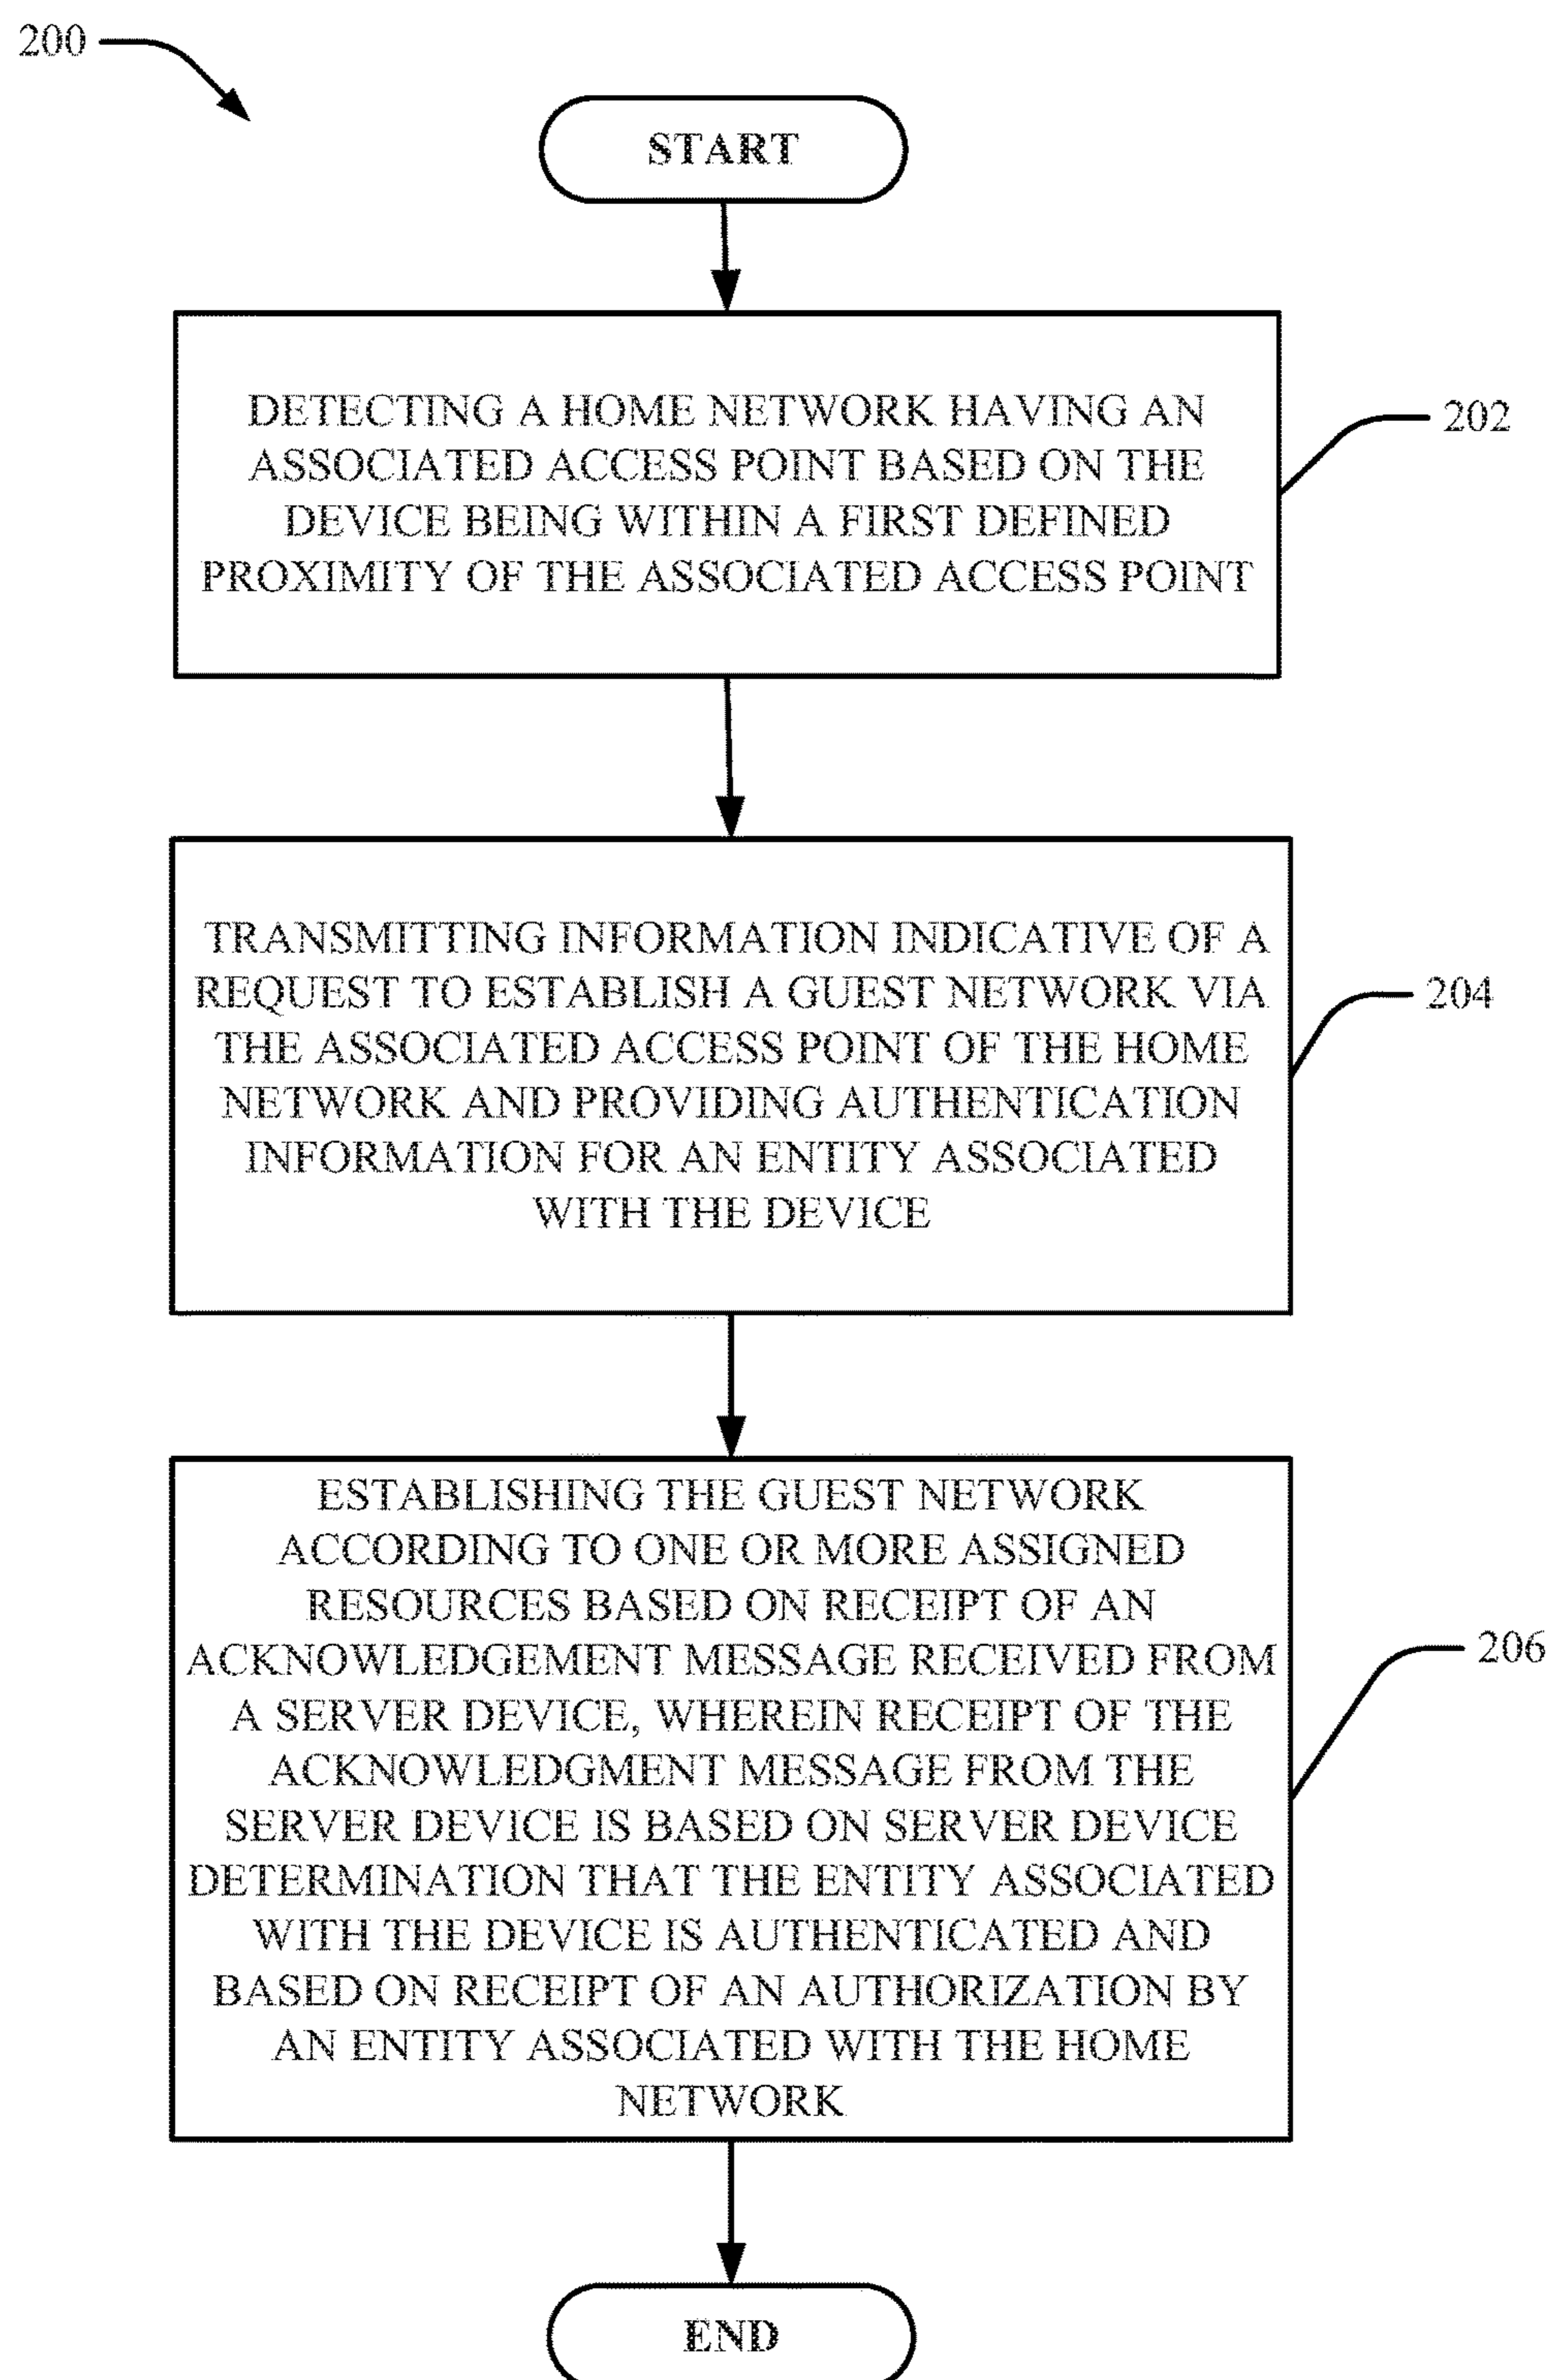 200
START
DETECTING A HOME NETWORK HAVING AN
ASSOCIATED ACCESS POINT BASED ON THE
DEVICE BEING WITHIN A FIRST DEFINED
PROXIMITY OF THE ASSOCIATED ACCESS POINT
202
TRANSMITTING INFORMATION INDICATIVE OF A
REQUEST TO ESTABLISH A GUEST NETWORK VIA
THE ASSOCIATED ACCESS POINT OF THE HOME
NETWORK AND PROVIDING AUTHENTICATION
INFORMATION FOR AN ENTITY ASSOCIATED
WITH THE DEVICE
204
ESTABLISHING THE GUEST NETWORK
ACCORDING TO ONE OR MORE ASSIGNED
RESOURCES BASED ON RECEIPT OF AN
ACKNOWLEDGEMENT MESSAGE RECEIVED FROM
A SERVER DEVICE, WHEREIN RECEIPT OF THE
ACKNOWLEDGMENT MESSAGE FROM THE
SERVER DEVICE IS BASED ON SERVER DEVICE
DETERMINATION THAT THE ENTITY ASSOCIATED
WITH THE DEVICE IS AUTHENTICATED AND
BASED ON RECEIPT OF AN AUTHORIZATION BY
AN ENTITY ASSOCIATED WITH THE HOME
NETWORK
206
END